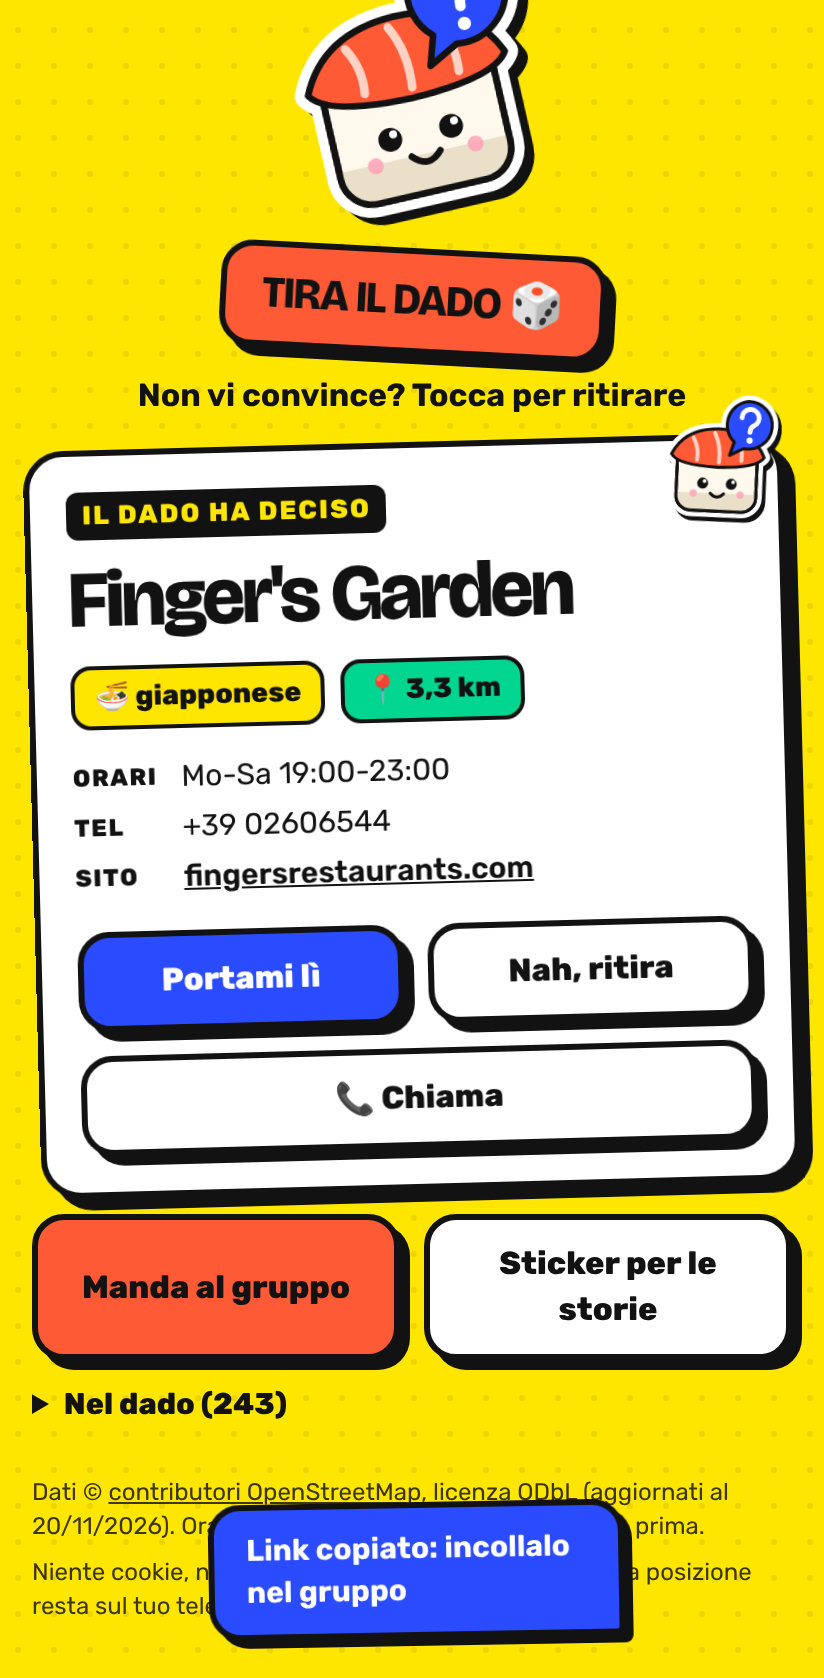 !
TIRA IL DADO
Non vi convince? Tocca per ritirare
?
IL DADO HA DECISO
Finger's Garden
giapponese
3,3 km
ORARI Mo-Sa 19:00-23:00
TEL +39 02606544
SITO fingersrestaurants.com
Portami lì
Nah, ritira
Chiama
Manda al gruppo
Sticker per le
storie
Nel dado (243)
Dati © contributori OpenStreetMap, licenza ODbL (aggiornati al
20/11/2026). prima.
Niente cookie, posizione
resta sul tuo
Link copiato: incollalo
nel gruppo